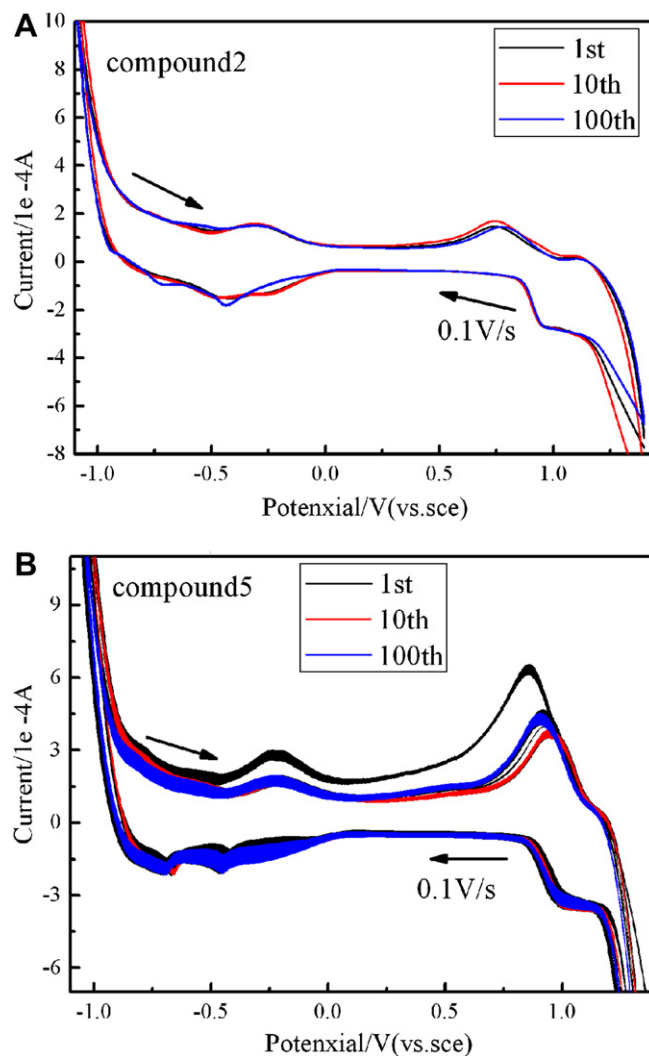 A
compound2
1st
10th
100th
10
8
6
4
2
0
-2
-4
-6
-8
Current/1e -4A
0.1V/s
-1.0 -0.5 0.0 0.5 1.0
Potenxial/V(vs.sce)
B
compound5
1st
10th
100th
9
6
3
0
-3
-6
Current/1e -4A
0.1V/s
-1.0 -0.5 0.0 0.5 1.0
Potenxial/V(vs.sce)